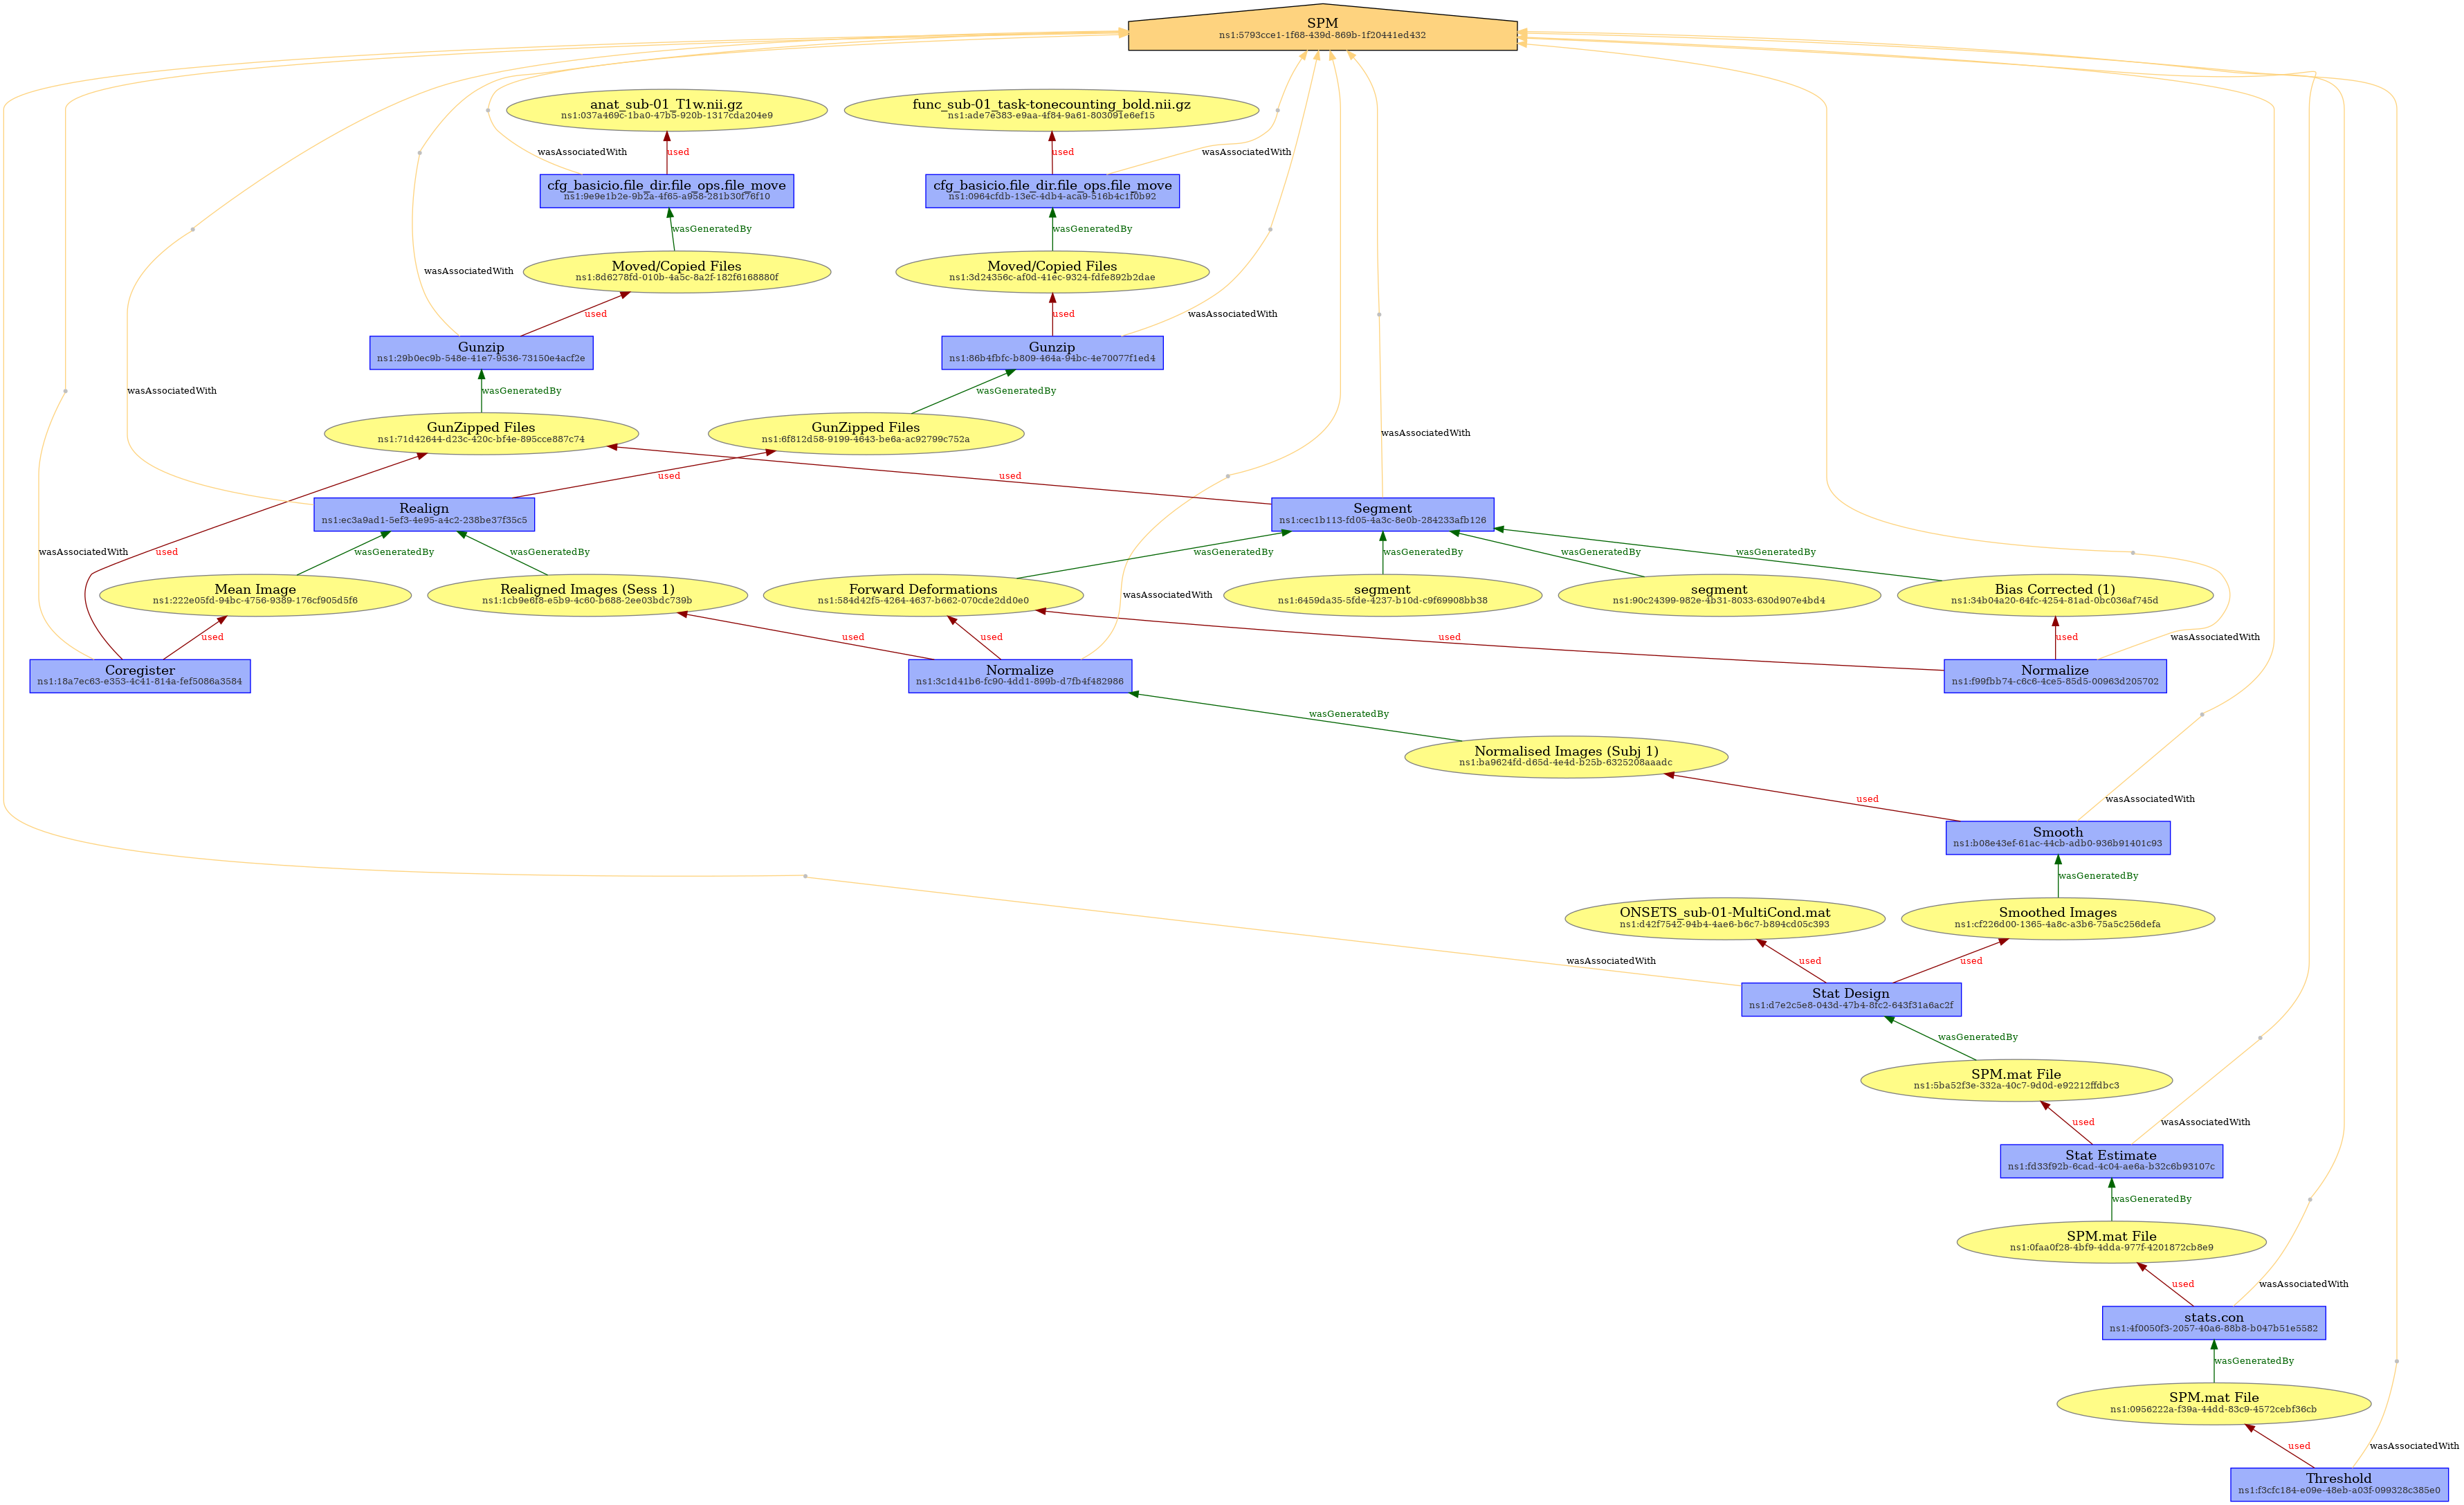 SPM
ns1:5793cce1-1f68-439d-869b-1f20441ed432
anat_sub-01_T1w.nii.gz
ns1:037a469c-1ba0-47b5-920b-1317cda204e9
func_sub-01_task-tonecounting_bold.nii.gz
ns1:ade7e383-e9aa-4f84-9a61-803091e6ef15
wasAssociatedWith
used
used
wasAssociatedWith
cfg_basicio.file_dir.file_ops.file_move
ns1:9e9e1b2e-9b2a-4f65-a958-281b30f76f10
cfg_basicio.file_dir.file_ops.file_move
ns1:0964cfdb-13ec-4db4-aca9-516b4c1f0b92
wasGeneratedBy
wasGeneratedBy
wasAssociatedWith
Moved/Copied Files
ns1:8d6278fd-010b-4a5c-8a2f-182f6168880f
Moved/Copied Files
ns1:3d24356c-af0d-41ec-9324-fdfe892b2dae
used
used
wasAssociatedWith
Gunzip
ns1:29b0ec9b-548e-41e7-9536-73150e4acf2e
Gunzip
ns1:86b4fbfc-b809-464a-94bc-4e70077f1ed4
wasAssociatedWith
wasGeneratedBy
wasGeneratedBy
GunZipped Files
ns1:71d42644-d23c-420c-bf4e-895cce887c74
GunZipped Files
ns1:6f812d58-9199-4643-be6a-ac92799c752a
wasAssociatedWith
used
used
Realign
ns1:ec3a9ad1-5ef3-4e95-a4c2-238be37f35c5
Segment
ns1:cec1b113-fd05-4a3c-8e0b-284233afb126
wasAssociatedWith
used
wasGeneratedBy
wasGeneratedBy
wasGeneratedBy
wasGeneratedBy
wasGeneratedBy
wasGeneratedBy
Mean Image
ns1:222e05fd-94bc-4756-9389-176cf905d5f6
Realigned Images (Sess 1)
ns1:1cb9e6f8-e5b9-4c60-b688-2ee03bdc739b
Forward Deformations
ns1:584d42f5-4264-4637-b662-070cde2dd0e0
wasAssociatedWith
segment
ns1:6459da35-5fde-4237-b10d-c9f69908bb38
segment
ns1:90c24399-982e-4b31-8033-630d907e4bd4
Bias Corrected (1)
ns1:34b04a20-64fc-4254-81ad-0bc036af745d
used
used
used
used
used
wasAssociatedWith
Coregister
ns1:18a7ec63-e353-4c41-814a-fef5086a3584
Normalize
ns1:3c1d41b6-fc90-4dd1-899b-d7fb4f482986
Normalize
ns1:f99fbb74-c6c6-4ce5-85d5-00963d205702
wasGeneratedBy
Normalised Images (Subj 1)
ns1:ba9624fd-d65d-4e4d-b25b-6325208aaadc
used
wasAssociatedWith
Smooth
ns1:b08e43ef-61ac-44cb-adb0-936b91401c93
wasGeneratedBy
ONSETS_sub-01-MultiCond.mat
ns1:d42f7542-94b4-4ae6-b6c7-b894cd05c393
Smoothed Images
ns1:cf226d00-1365-4a8c-a3b6-75a5c256defa
wasAssociatedWith
used
used
Stat Design
ns1:d7e2c5e8-043d-47b4-8fc2-643f31a6ac2f
wasGeneratedBy
SPM.mat File
ns1:5ba52f3e-332a-40c7-9d0d-e92212ffdbc3
used
wasAssociatedWith
Stat Estimate
ns1:fd33f92b-6cad-4c04-ae6a-b32c6b93107c
wasGeneratedBy
SPM.mat File
ns1:0faa0f28-4bf9-4dda-977f-4201872cb8e9
used
wasAssociatedWith
stats.con
ns1:4f0050f3-2057-40a6-88b8-b047b51e5582
wasGeneratedBy
SPM.mat File
ns1:0956222a-f39a-44dd-83c9-4572cebf36cb
used
wasAssociatedWith
Threshold
ns1:f3cfc184-e09e-48eb-a03f-099328c385e0